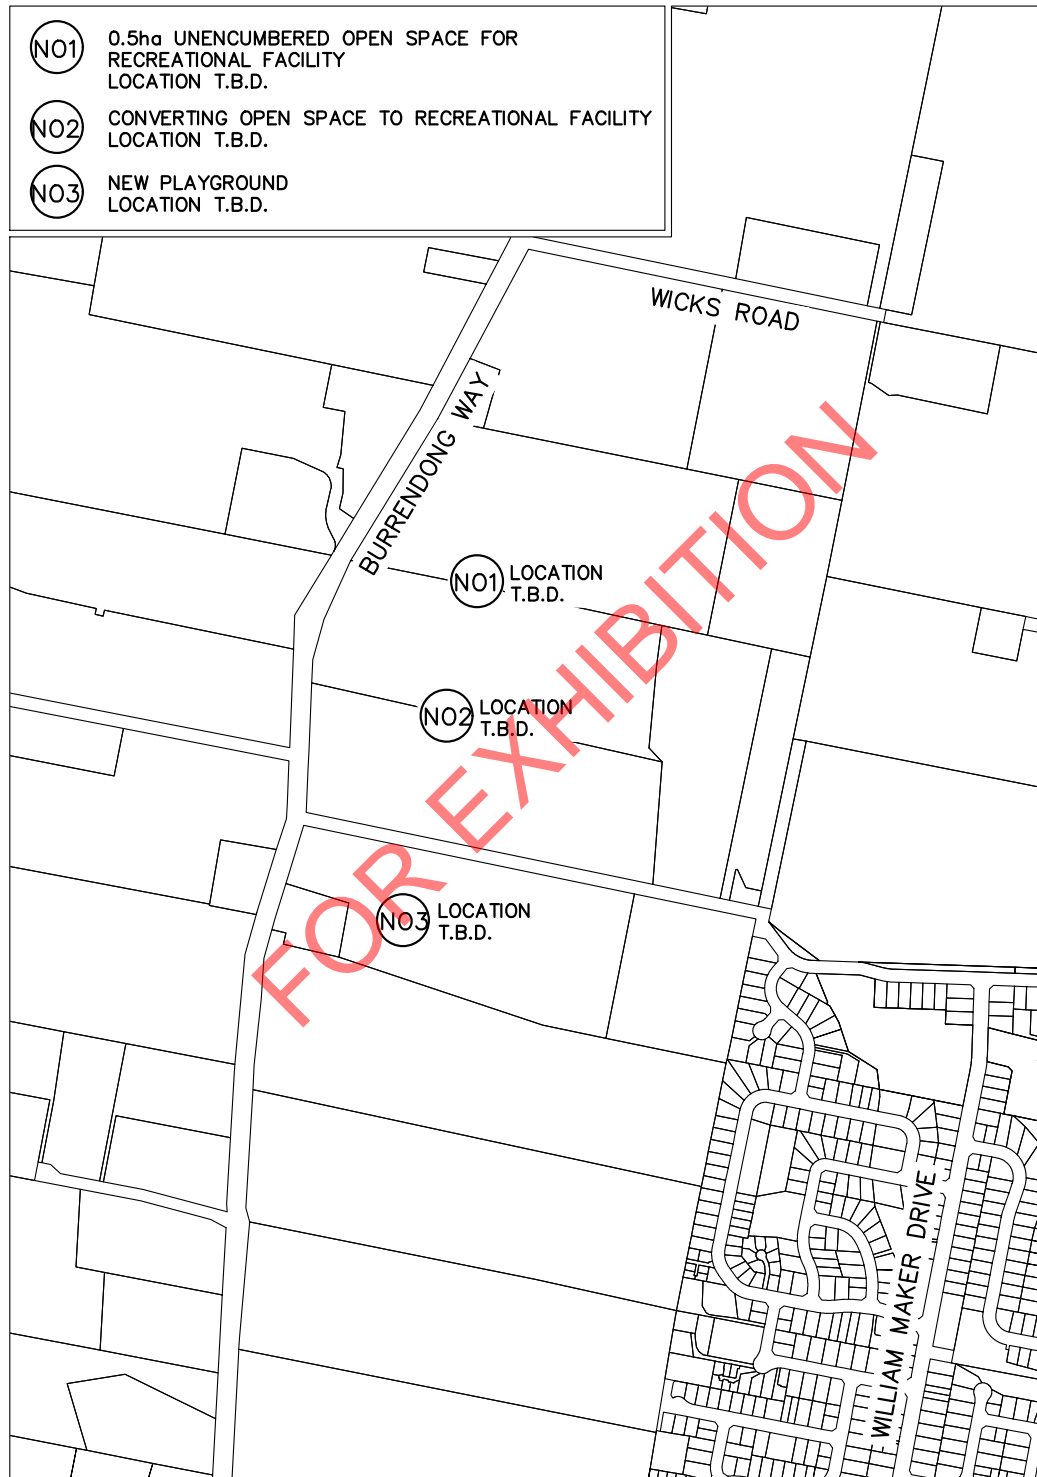 NO1
0.5ha UNENCUMBERED OPEN SPACE FOR
RECREATIONAL FACILITY
LOCATION T.B.D.
NO2
CONVERTING OPEN SPACE TO RECREATIONAL FACILITY
LOCATION T.B.D.
NO3
NEW PLAYGROUND
LOCATION T.B.D.
WICKS ROAD
BURRENDONG WAY
NO1
LOCATION
T.B.D.
NO2
LOCATION
T.B.D.
NO3
LOCATION
T.B.D.
FOR EXHIBITION
WILLIAM MAKER DRIVE